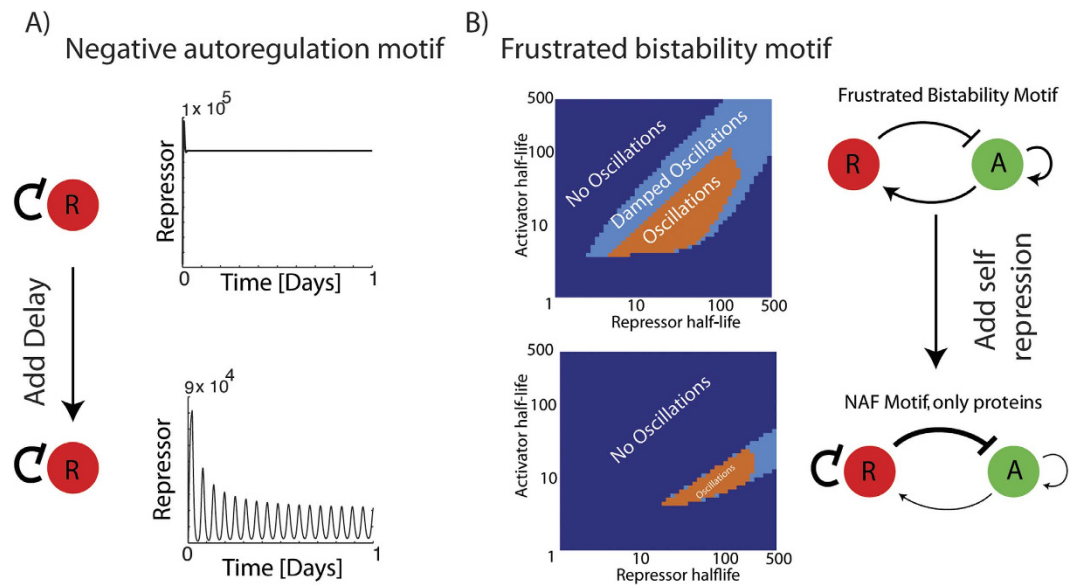 A)
Negative autoregulation motif
1x 10^5
Repressor
0
1
Time [Days]
R
Add Delay
R
9x 10^4
Repressor
0
1
Time [Days]
B)
Frustrated bistability motif
500
100
10
1
Activator half-life
No Oscillations
Damped Oscillations
Oscillations
10
100
500
Repressor half-life
Frustrated Bistability Motif
R
A
Add self
repression
500
100
10
1
Activator half-life
No Oscillations
Oscillations
10
100
500
Repressor halflife
NAF Motif, only proteins
R
A